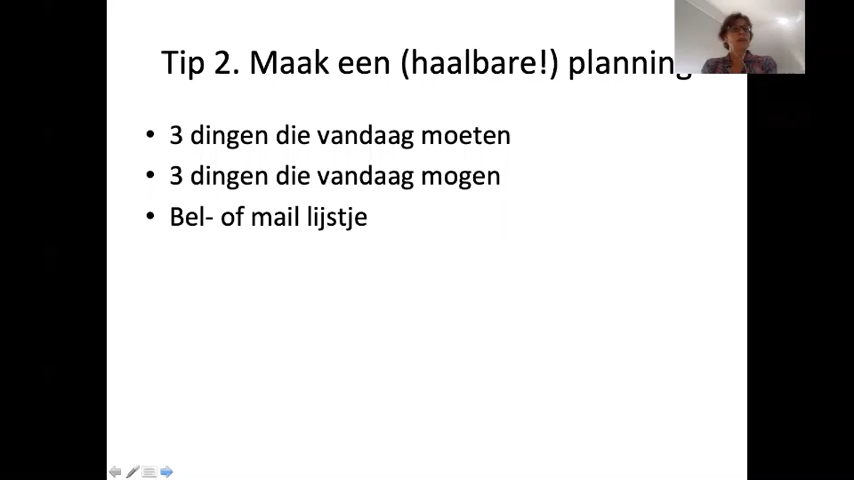 Tip 2. Maak een (haalbare!) planning
• 3 dingen die vandaag moeten
• 3 dingen die vandaag mogen
• Bel- of mail lijstje